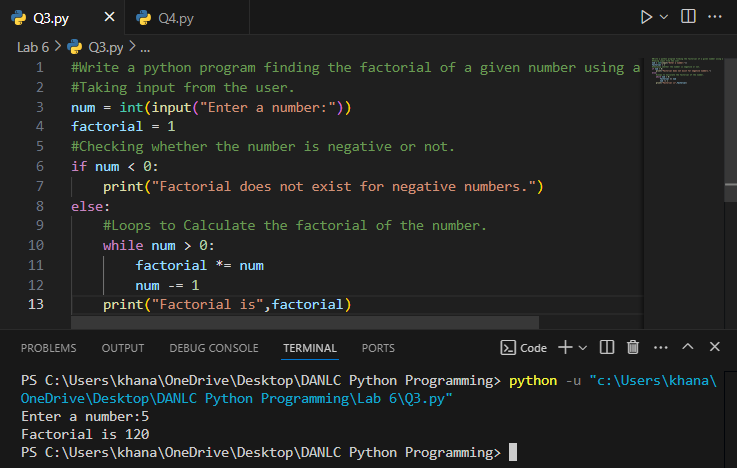 Q3.py
Q4.py
Lab 6 > Q3.py > ...
1 #Write a python program finding the factorial of a given number using a
2 #Taking input from the user.
3 num = int(input("Enter a number:"))
4 factorial = 1
5 #Checking whether the number is negative or not.
6 if num < 0:
7     print("Factorial does not exist for negative numbers.")
8 else:
9     #Loops to Calculate the factorial of the number.
10     while num > 0:
11         factorial *= num
12         num -= 1
13     print("Factorial is",factorial)
PROBLEMS OUTPUT DEBUG CONSOLE TERMINAL PORTS Code
PS C:\Users\khana\OneDrive\Desktop\DANLC Python Programming> python -u "c:\Users\khana\
OneDrive\Desktop\DANLC Python Programming\Lab 6\Q3.py"
Enter a number:5
Factorial is 120
PS C:\Users\khana\OneDrive\Desktop\DANLC Python Programming>